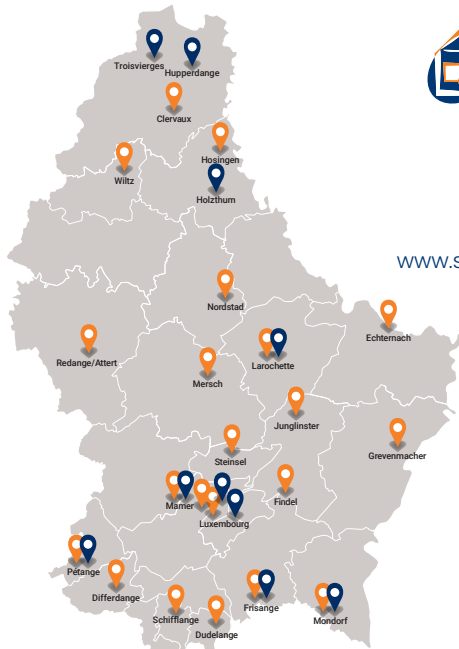 Troisvierges
Hupperdange
Clervaux
Hosingen
Wiltz
Holzthum
www.s
Nordstad
Echternach
Redange/Attert
Larochette
Mersch
Junglinster
Grevenmacher
Steinsel
Mamer
Findel
Luxembourg
Pétange
Differdange
Frisange
Schifflange
Mondorf
Dudelange